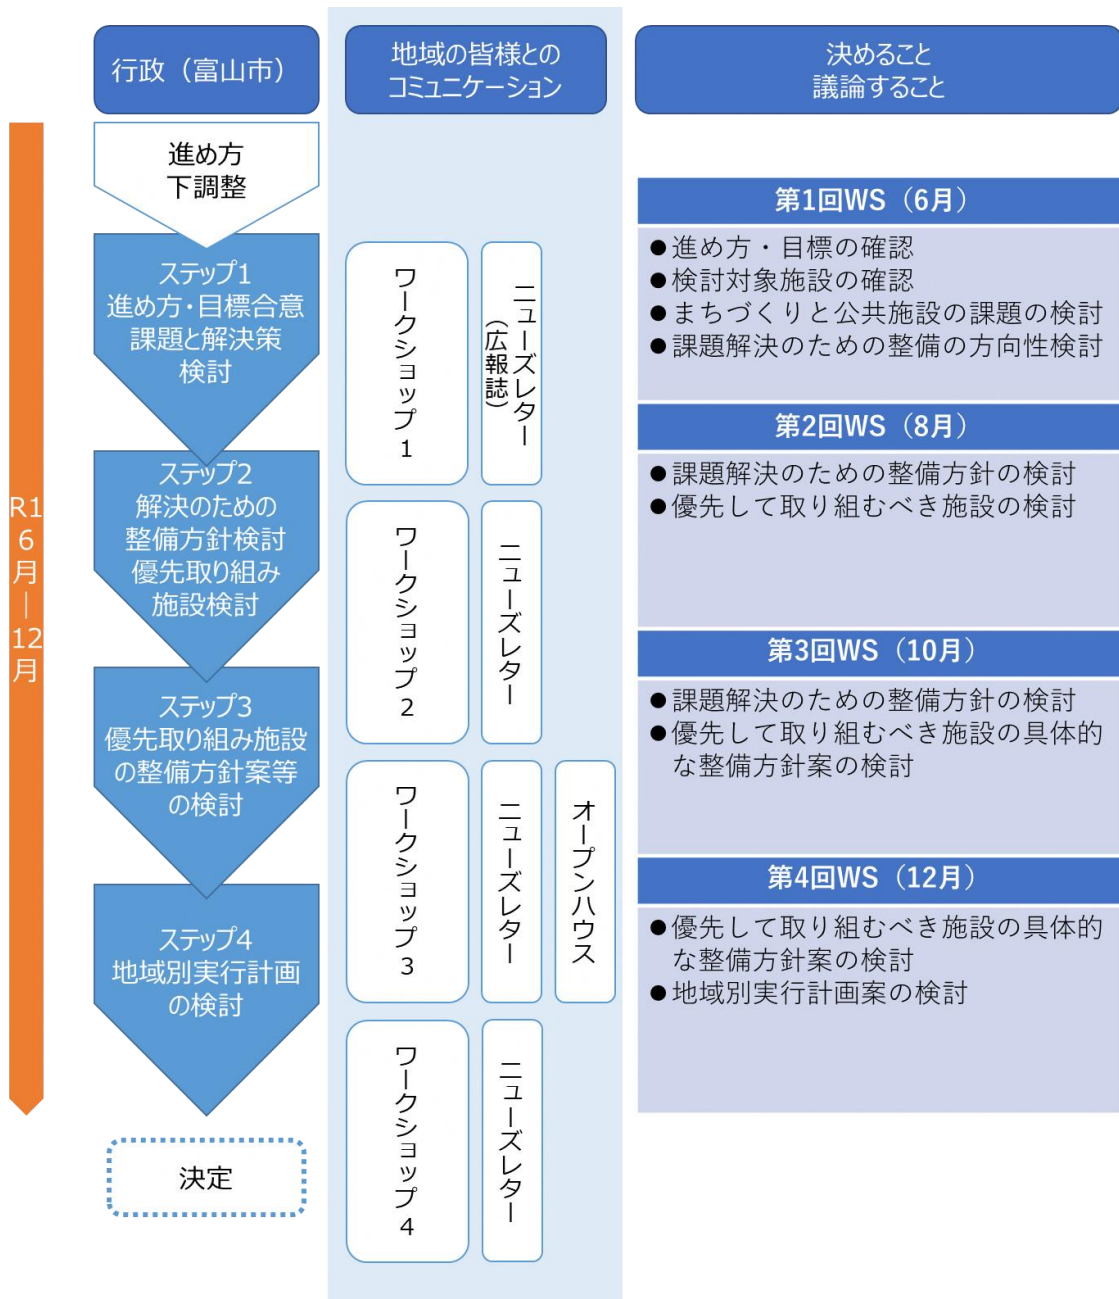 行政（富山市）
地域の皆様との
コミュニケーション
決めること
議論すること
R1
6
月
｜
12
月
進め方
下調整
ステップ1
進め方・目標合意
課題と解決策
検討
ステップ2
解決のための
整備方針検討
優先取り組み
施設検討
ステップ3
優先取り組み施設
の整備方針案等
の検討
ステップ4
地域別実行計画
の検討
決定
ワークショップ1
ニューズレター
（広報誌）
ワークショップ2
ニューズレター
ワークショップ3
ニューズレター
オープンハウス
ワークショップ4
ニューズレター
第1回WS（6月）
●進め方・目標の確認
●検討対象施設の確認
●まちづくりと公共施設の課題の検討
●課題解決のための整備の方向性検討
第2回WS（8月）
●課題解決のための整備方針の検討
●優先して取り組むべき施設の検討
第3回WS（10月）
●課題解決のための整備方針の検討
●優先して取り組むべき施設の具体的
な整備方針案の検討
第4回WS（12月）
●優先して取り組むべき施設の具体的
な整備方針案の検討
●地域別実行計画案の検討